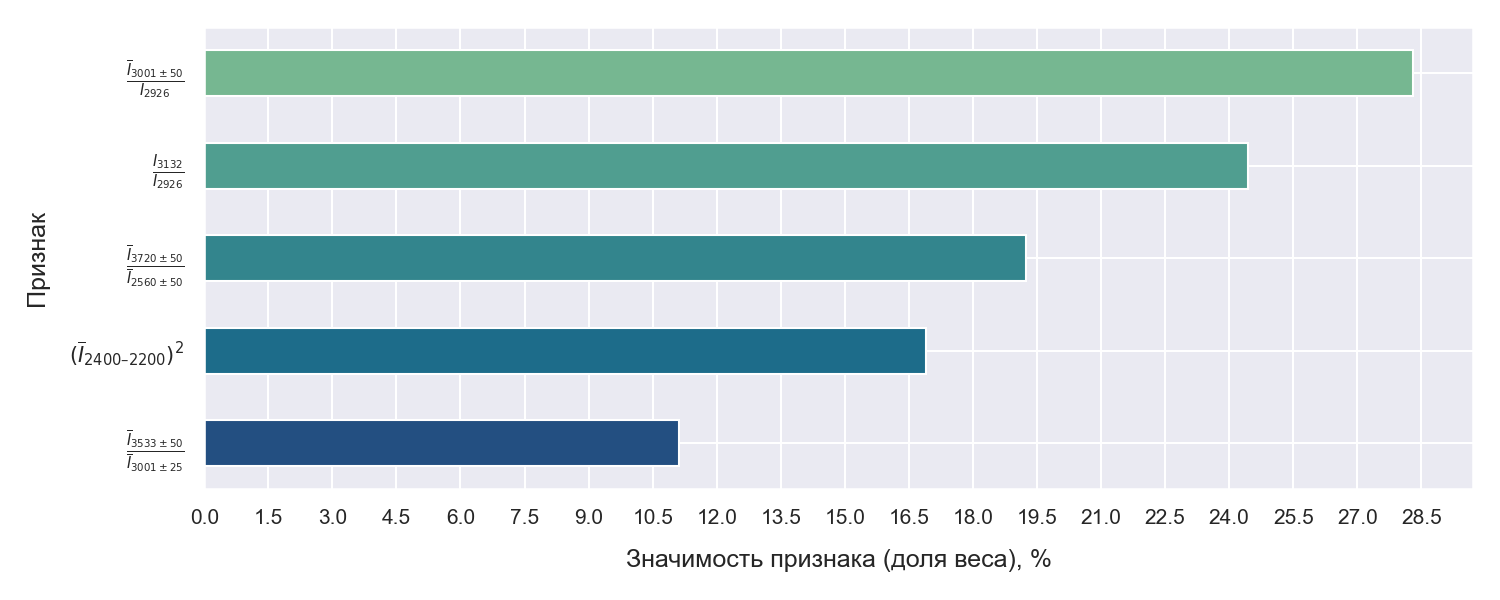 Ī₃₀₀₁ ± ₅₀
I₂₉₂₆
I₃₁₃₂
I₂₉₂₆
Ī₃₇₂₀ ± ₅₀
Ī₂₅₆₀ ± ₅₀
(Ī₂₄₀₀–₂₂₀₀)²
Ī₃₅₃₃ ± ₅₀
Ī₃₀₀₁ ± ₂₅
Признак
0.0 1.5 3.0 4.5 6.0 7.5 9.0 10.5 12.0 13.5 15.0 16.5 18.0 19.5 21.0 22.5 24.0 25.5 27.0 28.5
Значимость признака (доля веса), %